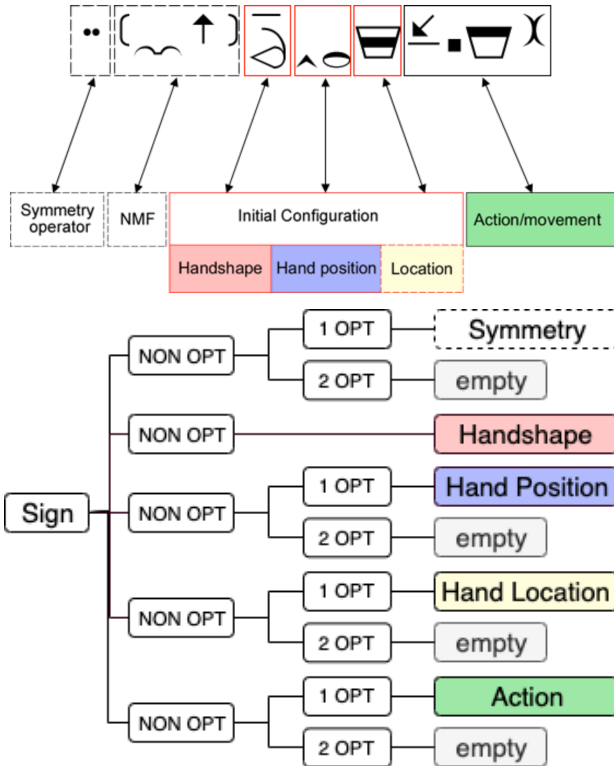 Symmetry operator
NMF
Initial Configuration
Action/movement
Handshape
Hand position
Location
1 OPT
Symmetry
NON OPT
2 OPT
empty
NON OPT
Handshape
1 OPT
Hand Position
Sign
NON OPT
2 OPT
empty
1 OPT
Hand Location
NON OPT
2 OPT
empty
1 OPT
Action
NON OPT
2 OPT
empty